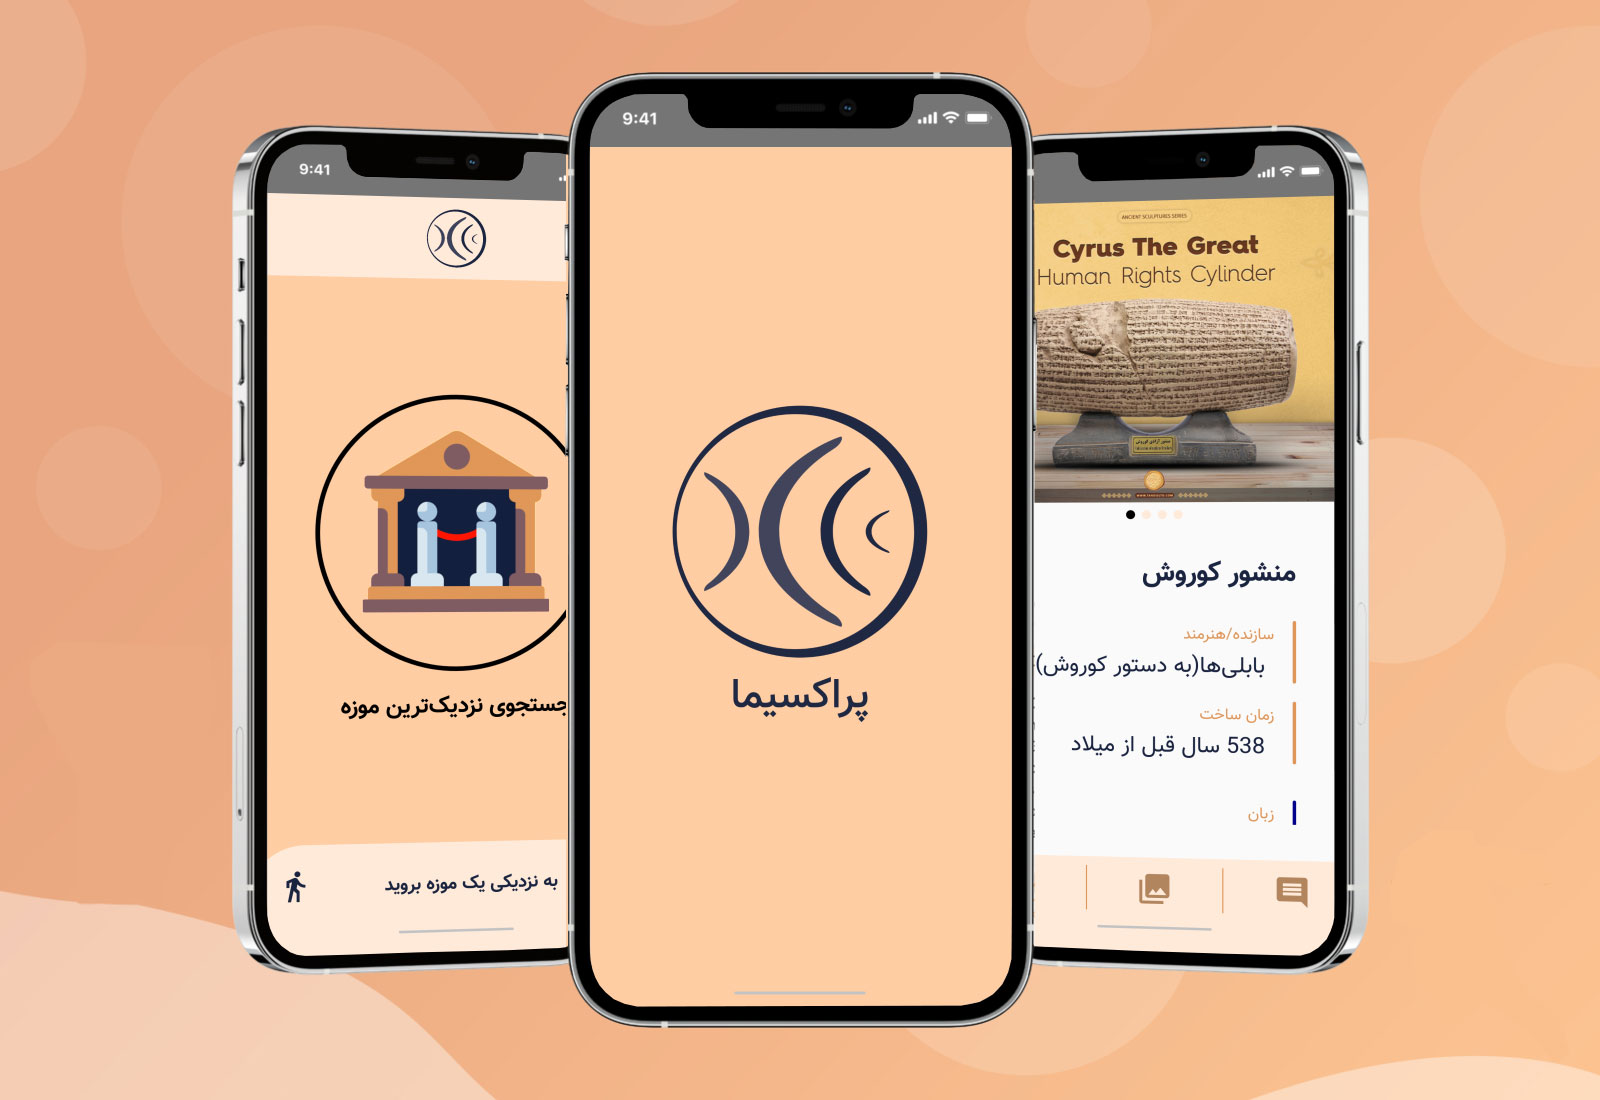 9:41
جستجوی نزدیک‌ترین موزه
به نزدیکی یک موزه بروید
9:41
پراکسیما
ANCIENT SCULPTURES SERIES
Cyrus The Great
Human Rights Cylinder
منشور کوروش
سازنده/هنرمند
بابلی‌ها(به دستور کوروش)
زمان ساخت
538 سال قبل از میلاد
زبان